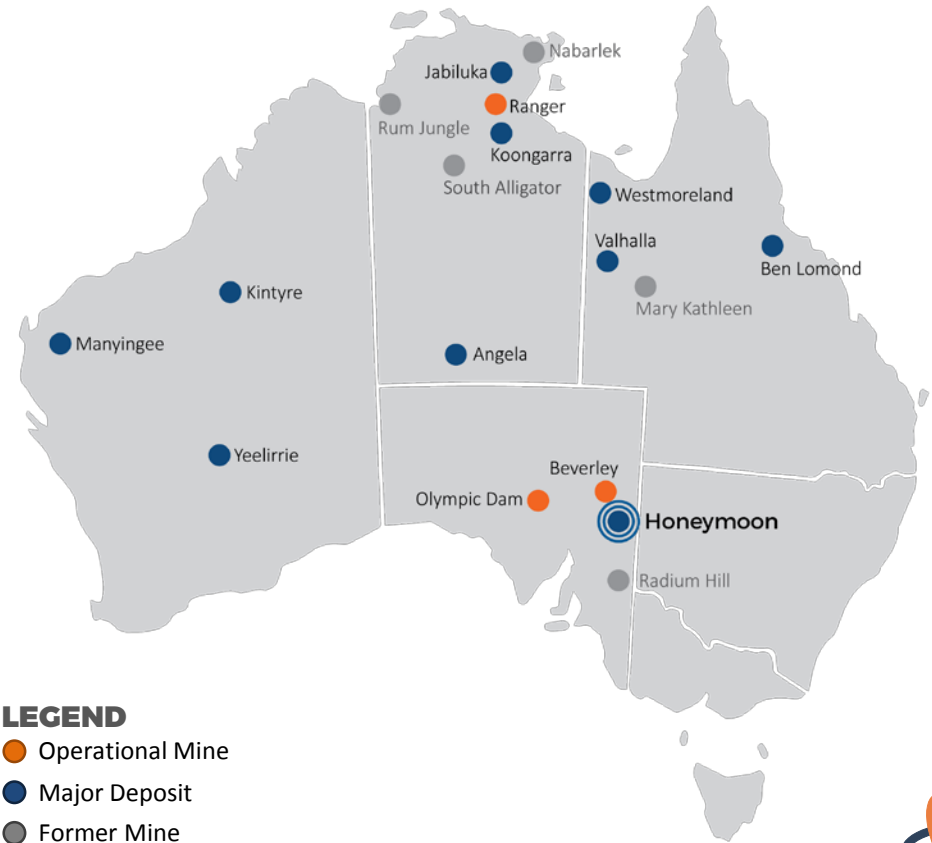 Nabarlek
Jabiluka
Ranger
Rum Jungle
Koongarra
South Alligator
Westmoreland
Valhalla
Ben Lomond
Kintyre
Mary Kathleen
Manyingee
Angela
Yeelirrie
Beverley
Olympic Dam
Honeymoon
Radium Hill
LEGEND
Operational Mine
Major Deposit
Former Mine